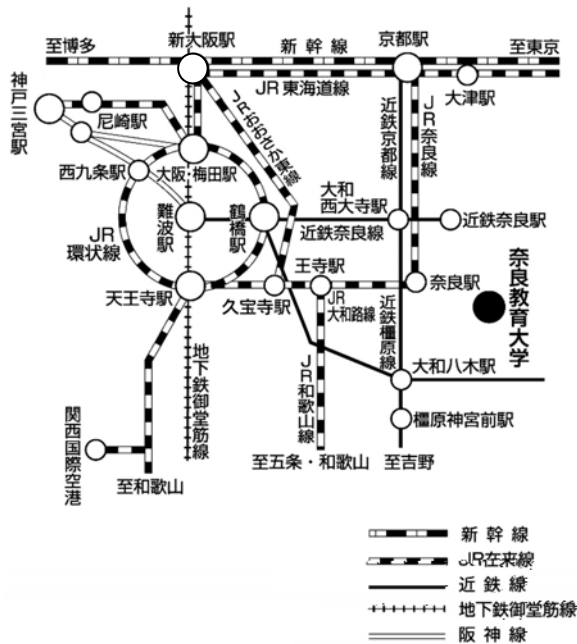 至博多
新大阪駅
新幹線
京都駅
至東京
JR東海道線
大津駅
神戸三宮駅
尼崎駅
JRおおさか東線
近鉄京都線
JR奈良線
西九条駅
大阪・梅田駅
大和
西大寺駅
難波駅
鶴橋駅
近鉄奈良線
近鉄奈良駅
JR
環状線
天王寺駅
久宝寺駅
王寺駅
JR
大和路線
奈良駅
奈良教育大学
近鉄橿原線
地下鉄御堂筋線
JR和歌山線
大和八木駅
橿原神宮前駅
関西国際空港
至和歌山
至五条・和歌山
至吉野
新幹線
JR在来線
近鉄線
地下鉄御堂筋線
阪神線